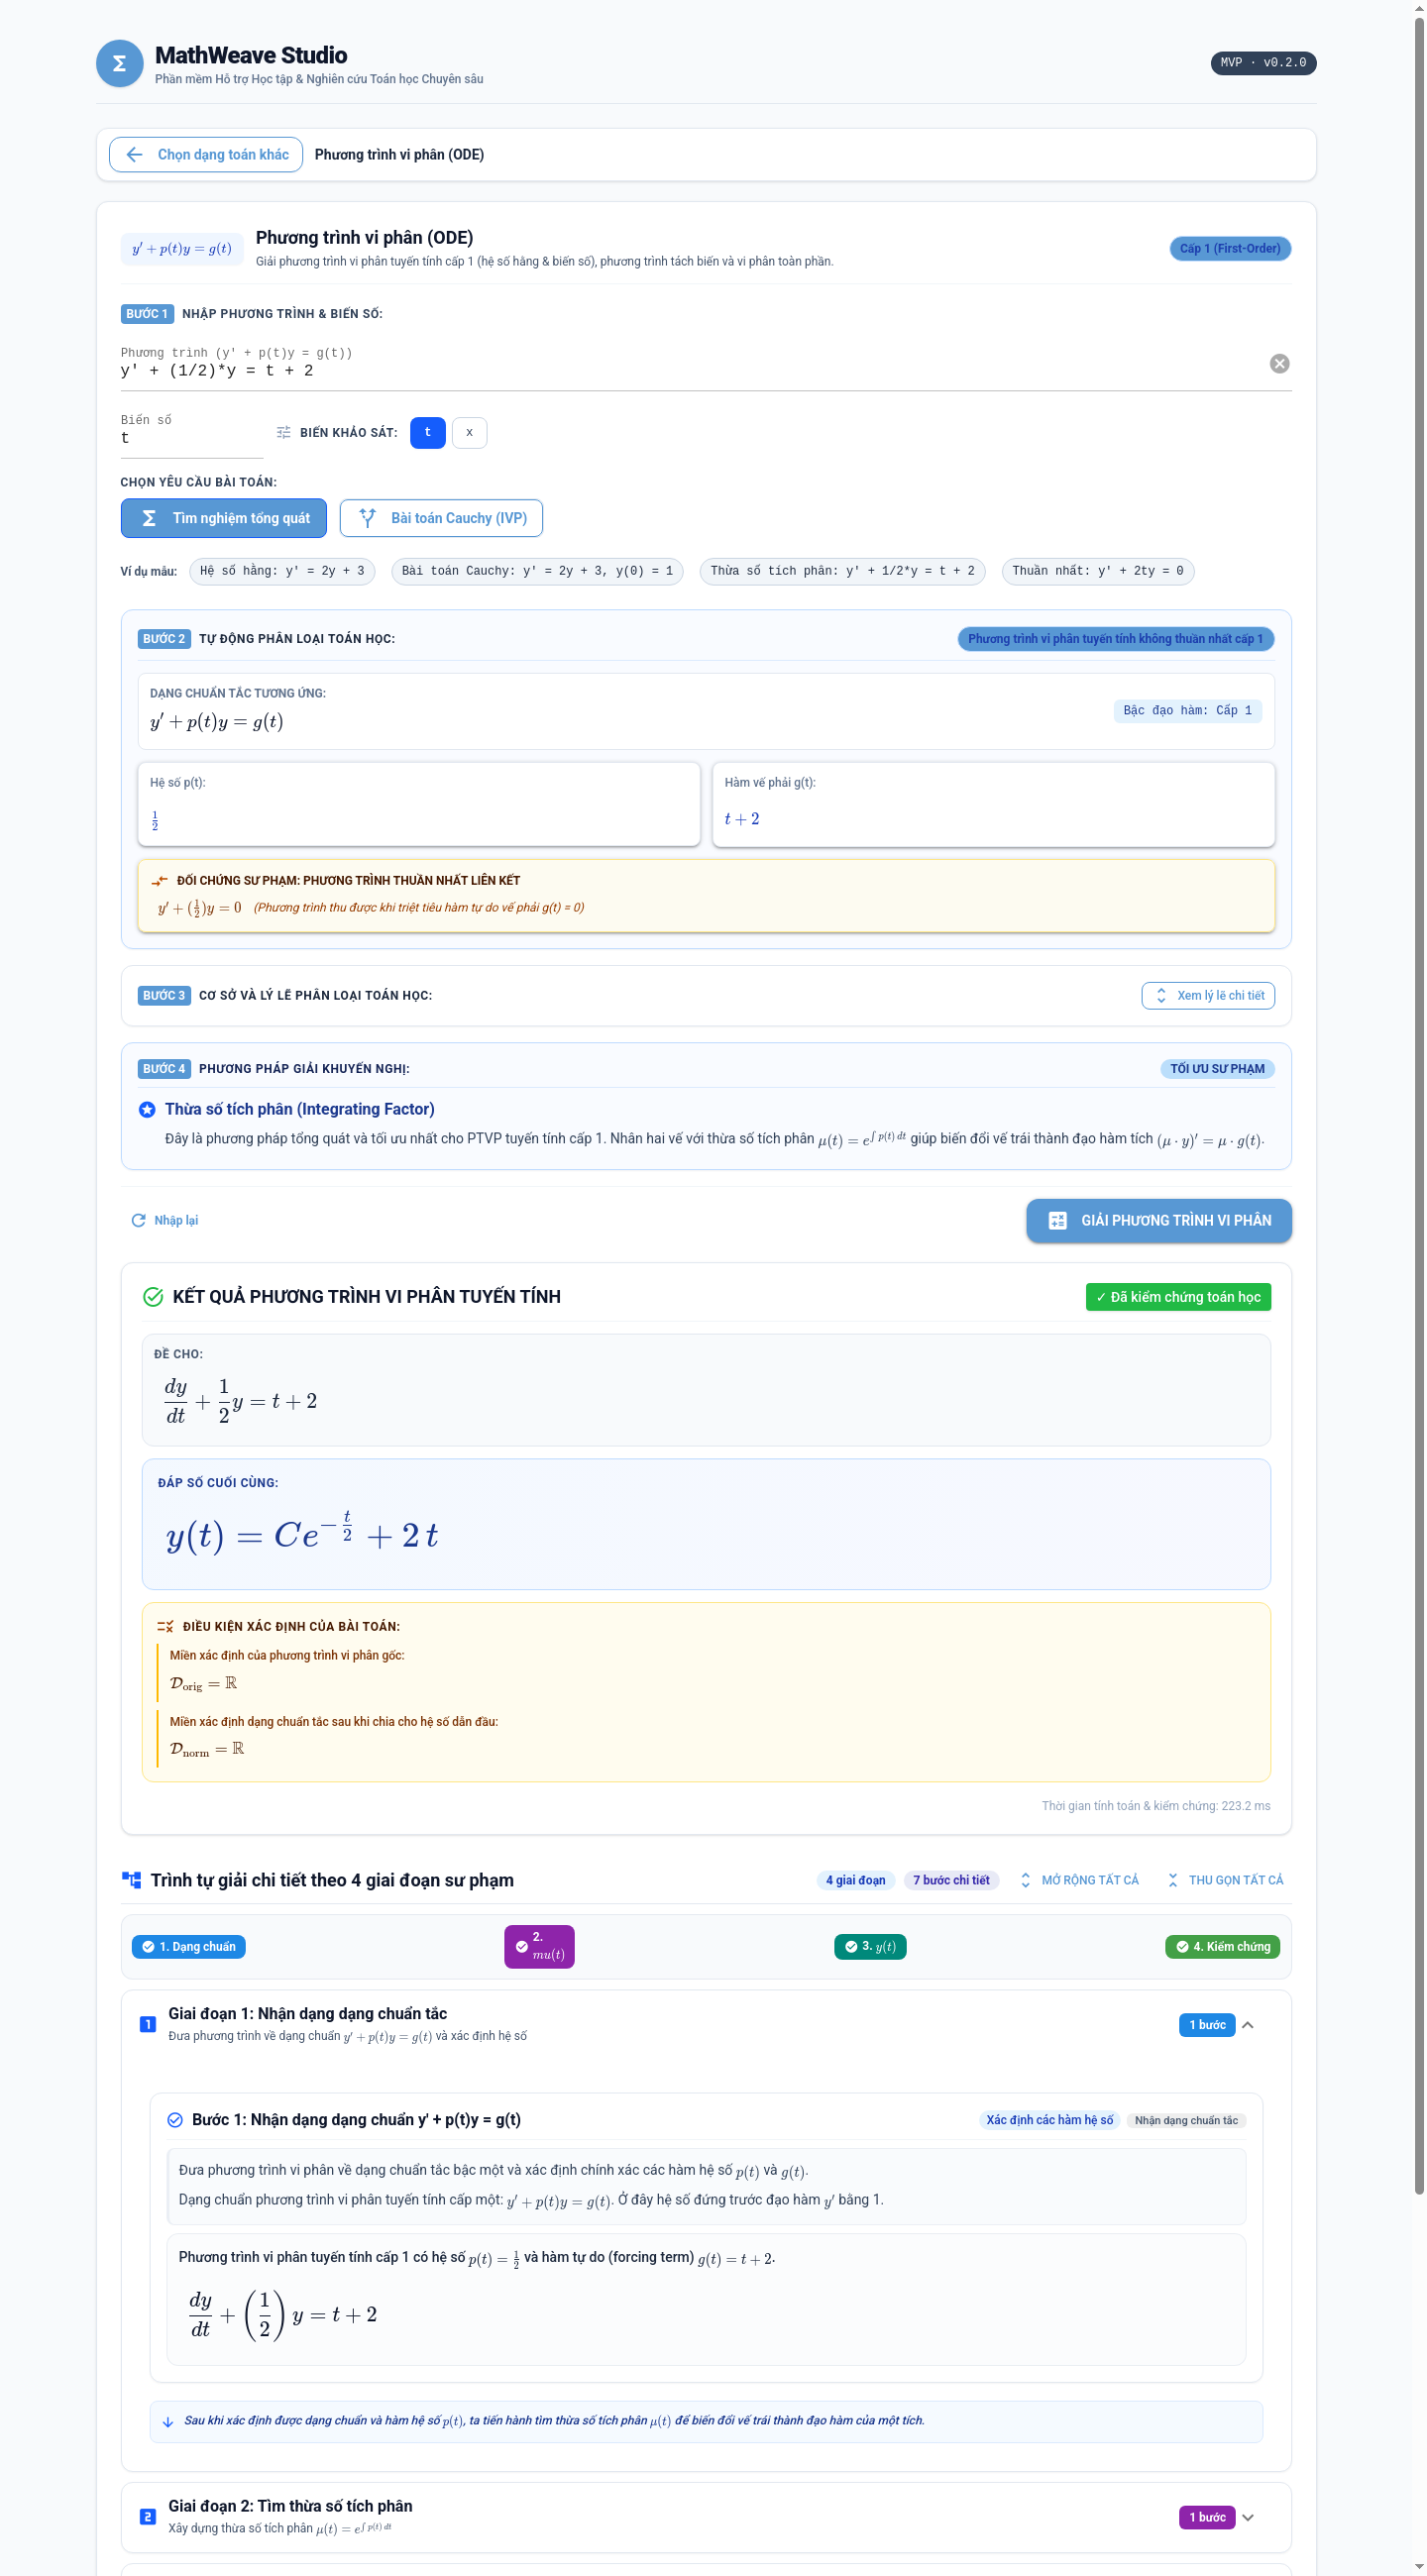 Σ
MathWeave Studio
Phần mềm Hỗ trợ Học tập & Nghiên cứu Toán học Chuyên sâu
MVP · v0.2.0
Chọn dạng toán khác
Phương trình vi phân (ODE)
y′ + p(t)y = g(t)
Phương trình vi phân (ODE)
Giải phương trình vi phân tuyến tính cấp 1 (hệ số hằng & biến số), phương trình tách biến và vi phân toàn phần.
Cấp 1 (First-Order)
BƯỚC 1 NHẬP PHƯƠNG TRÌNH & BIẾN SỐ:
Phương trình (y' + p(t)y = g(t))
y' + (1/2)*y = t + 2
Biến số
t
BIẾN KHẢO SÁT: t x
CHỌN YÊU CẦU BÀI TOÁN:
Σ Tìm nghiệm tổng quát
Bài toán Cauchy (IVP)
Ví dụ mẫu: Hệ số hằng: y' = 2y + 3 Bài toán Cauchy: y' = 2y + 3, y(0) = 1 Thừa số tích phân: y' + 1/2*y = t + 2 Thuần nhất: y' + 2ty = 0
BƯỚC 2 TỰ ĐỘNG PHÂN LOẠI TOÁN HỌC:
Phương trình vi phân tuyến tính không thuần nhất cấp 1
DẠNG CHUẨN TẮC TƯƠNG ỨNG:
y′ + p(t)y = g(t)
Bậc đạo hàm: Cấp 1
Hệ số p(t):
1/2
Hàm vế phải g(t):
t + 2
ĐỐI CHỨNG SƯ PHẠM: PHƯƠNG TRÌNH THUẦN NHẤT LIÊN KẾT
y′ + (1/2)y = 0 (Phương trình thu được khi triệt tiêu hàm tự do vế phải g(t) = 0)
BƯỚC 3 CƠ SỞ VÀ LÝ LẼ PHÂN LOẠI TOÁN HỌC:
Xem lý lẽ chi tiết
BƯỚC 4 PHƯƠNG PHÁP GIẢI KHUYẾN NGHỊ:
TỐI ƯU SƯ PHẠM
Thừa số tích phân (Integrating Factor)
Đây là phương pháp tổng quát và tối ưu nhất cho PTVP tuyến tính cấp 1. Nhân hai vế với thừa số tích phân μ(t) = e^{∫ p(t) dt} giúp biến đổi vế trái thành đạo hàm tích (μ · y)′ = μ · g(t).
Nhập lại
GIẢI PHƯƠNG TRÌNH VI PHÂN
KẾT QUẢ PHƯƠNG TRÌNH VI PHÂN TUYẾN TÍNH
✓ Đã kiểm chứng toán học
ĐỀ CHO:
dy/dt + 1/2 y = t + 2
ĐÁP SỐ CUỐI CÙNG:
y(t) = Ce^{-t/2} + 2 t
ĐIỀU KIỆN XÁC ĐỊNH CỦA BÀI TOÁN:
Miền xác định của phương trình vi phân gốc:
𝒟orig = ℝ
Miền xác định dạng chuẩn tắc sau khi chia cho hệ số dẫn đầu:
𝒟norm = ℝ
Thời gian tính toán & kiểm chứng: 223.2 ms
Trình tự giải chi tiết theo 4 giai đoạn sư phạm
4 giai đoạn
7 bước chi tiết
MỞ RỘNG TẤT CẢ
THU GỌN TẤT CẢ
1. Dạng chuẩn
2.
mu(t)
3. y(t)
4. Kiểm chứng
1
Giai đoạn 1: Nhận dạng dạng chuẩn tắc
Đưa phương trình về dạng chuẩn y′ + p(t)y = g(t) và xác định hệ số
1 bước
Bước 1: Nhận dạng dạng chuẩn y' + p(t)y = g(t)
Xác định các hàm hệ số
Nhận dạng chuẩn tắc
Đưa phương trình vi phân về dạng chuẩn tắc bậc một và xác định chính xác các hàm hệ số p(t) và g(t).
Dạng chuẩn phương trình vi phân tuyến tính cấp một: y′ + p(t)y = g(t). Ở đây hệ số đứng trước đạo hàm y′ bằng 1.
Phương trình vi phân tuyến tính cấp 1 có hệ số p(t) = 1/2 và hàm tự do (forcing term) g(t) = t + 2.
dy/dt + (1/2) y = t + 2
Sau khi xác định được dạng chuẩn và hàm hệ số p(t), ta tiến hành tìm thừa số tích phân μ(t) để biến đổi vế trái thành đạo hàm của một tích.
2
Giai đoạn 2: Tìm thừa số tích phân
Xây dựng thừa số tích phân μ(t) = e^{∫ p(t) dt}
1 bước